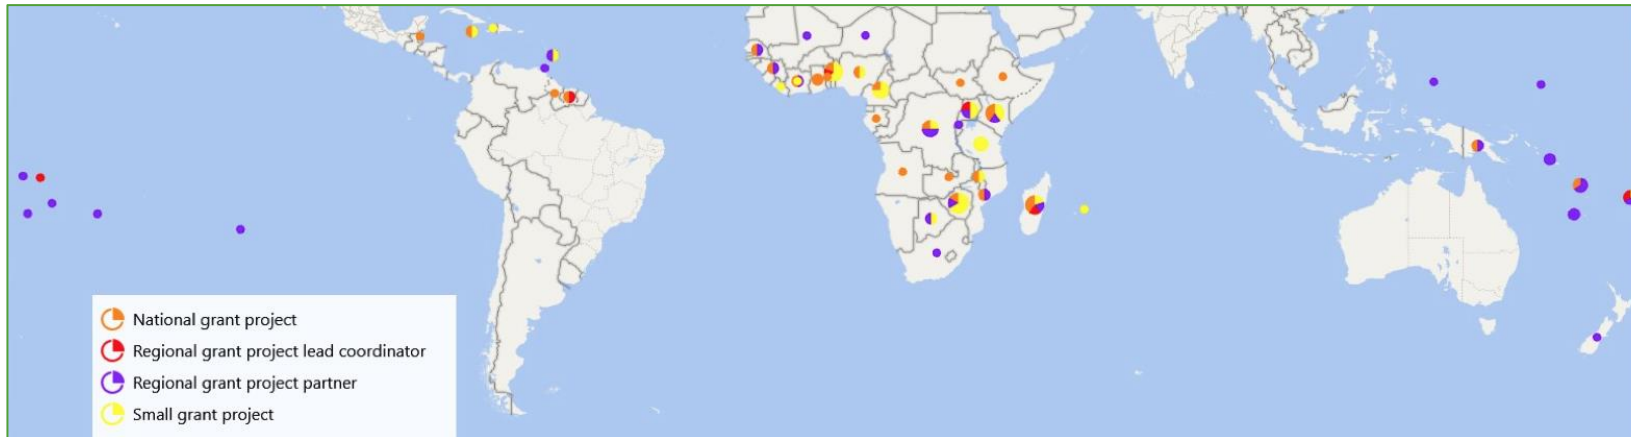 National grant project
Regional grant project lead coordinator
Regional grant project partner
Small grant project